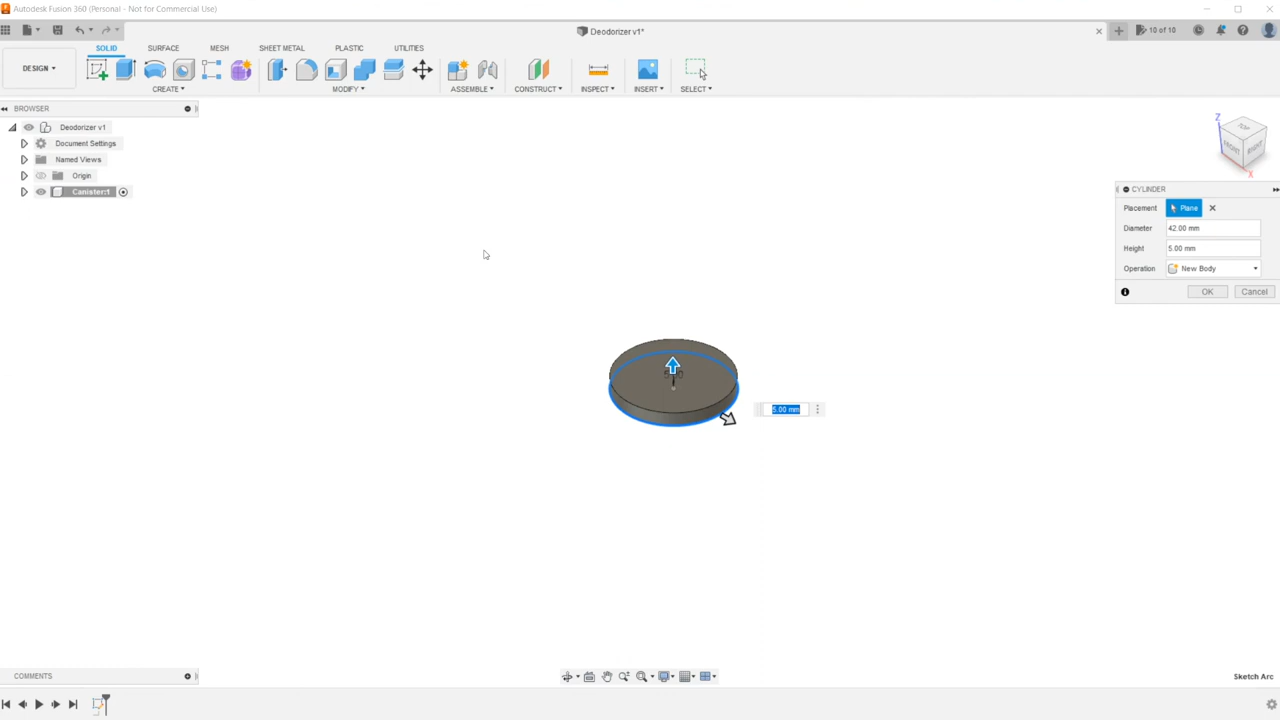 Autodesk Fusion 360 (Personal - Not for Commercial Use)
Deodorizer v1*
10 of 10
SOLID SURFACE MESH SHEET METAL PLASTIC UTILITIES
DESIGN
CREATE MODIFY ASSEMBLE CONSTRUCT INSPECT INSERT SELECT
BROWSER
Deodorizer v1
Document Settings
Named Views
Origin
Canister:1
TOP
FRONT RIGHT
Z
X
CYLINDER
Placement Plane
Diameter 42.00 mm
Height 5.00 mm
Operation New Body
OK Cancel
5.00 mm
COMMENTS
Sketch Arc